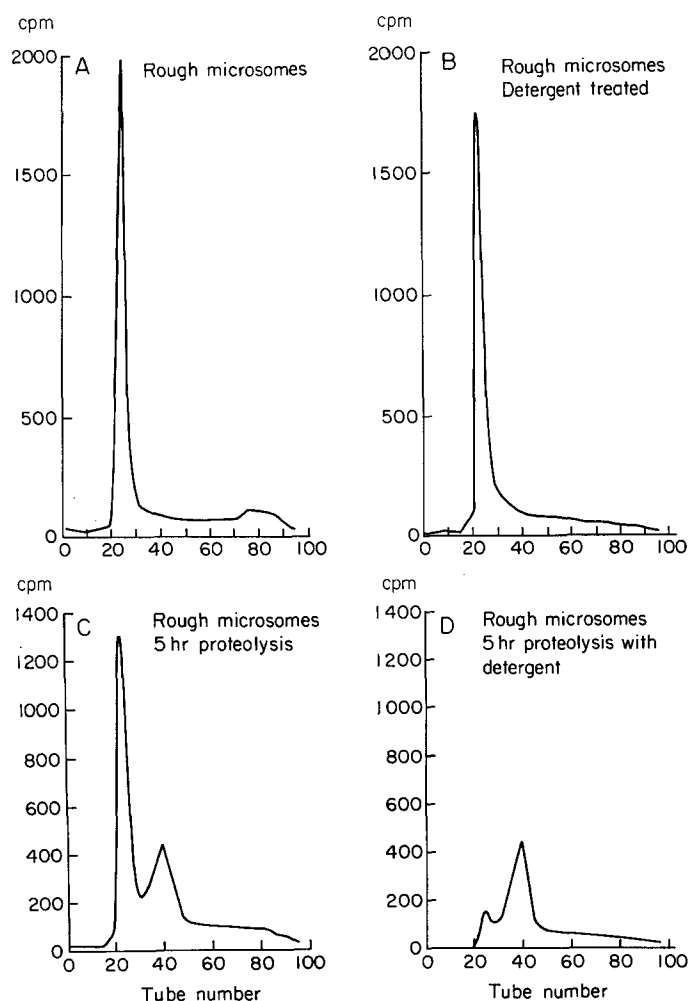 cpm
2000
1500
1000
500
0
A
Rough microsomes
0 20 40 60 80 100
cpm
2000
1500
1000
500
0
B
Rough microsomes
Detergent treated
0 20 40 60 80 100
cpm
1400
1200
1000
800
600
400
200
0
C
Rough microsomes
5 hr proteolysis
0 20 40 60 80 100
Tube number
cpm
1400
1200
1000
800
600
400
200
0
D
Rough microsomes
5 hr proteolysis with
detergent
0 20 40 60 80 100
Tube number